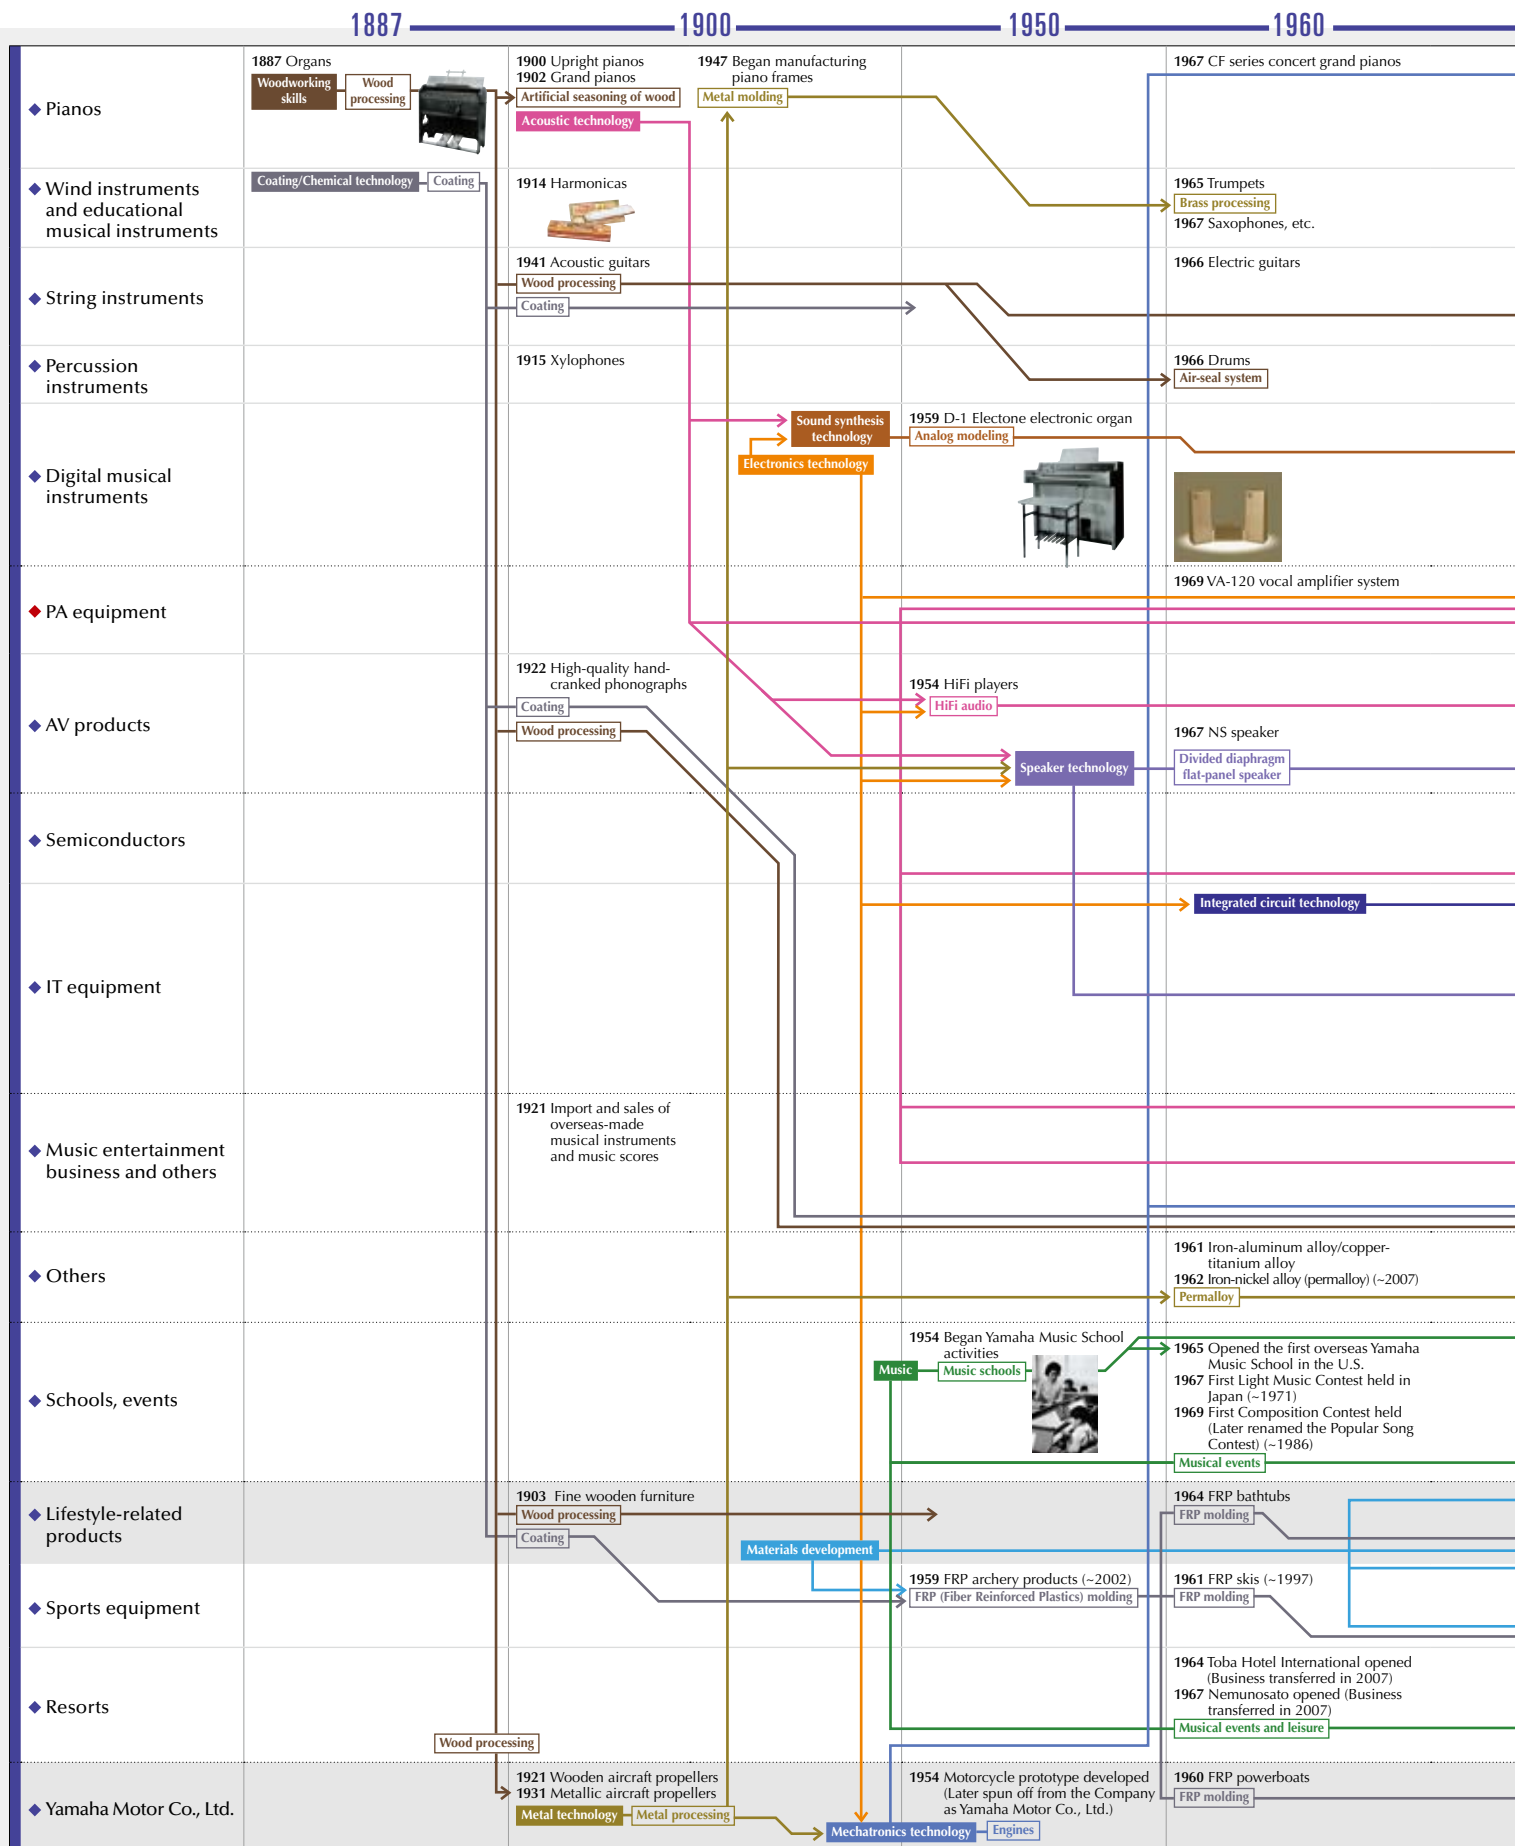 1887
1900
1950
1960
Pianos
1887 Organs
Woodworking
skills
Wood
processing
1900 Upright pianos
1902 Grand pianos
Artificial seasoning of wood
Acoustic technology
1947 Began manufacturing
piano frames
Metal molding
1967 CF series concert grand pianos
Wind instruments
and educational
musical instruments
Coating/Chemical technology
Coating
1914 Harmonicas
1965 Trumpets
Brass processing
1967 Saxophones, etc.
String instruments
1941 Acoustic guitars
Wood processing
Coating
1966 Electric guitars
Percussion
instruments
1915 Xylophones
1966 Drums
Air-seal system
Digital musical
instruments
Sound synthesis
technology
Electronics technology
1959 D-1 Electone electronic organ
Analog modeling
PA equipment
1969 VA-120 vocal amplifier system
AV products
1922 High-quality hand-
cranked phonographs
Coating
Wood processing
1954 HiFi players
HiFi audio
Speaker technology
1967 NS speaker
Divided diaphragm
flat-panel speaker
Semiconductors
Integrated circuit technology
IT equipment
Music entertainment
business and others
1921 Import and sales of
overseas-made
musical instruments
and music scores
Others
1961 Iron-aluminum alloy/copper-
titanium alloy
1962 Iron-nickel alloy (permalloy) (~2007)
Permalloy
Schools, events
1954 Began Yamaha Music School
activities
Music
Music schools
1965 Opened the first overseas Yamaha
Music School in the U.S.
1967 First Light Music Contest held in
Japan (~1971)
1969 First Composition Contest held
(Later renamed the Popular Song
Contest) (~1986)
Musical events
Lifestyle-related
products
1903 Fine wooden furniture
Wood processing
Coating
Materials development
1964 FRP bathtubs
FRP molding
Sports equipment
1959 FRP archery products (~2002)
FRP (Fiber Reinforced Plastics) molding
1961 FRP skis (~1997)
FRP molding
Resorts
1964 Toba Hotel International opened
(Business transferred in 2007)
1967 Nemunosato opened (Business
transferred in 2007)
Musical events and leisure
Wood processing
Yamaha Motor Co., Ltd.
1921 Wooden aircraft propellers
1931 Metallic aircraft propellers
Metal technology
Metal processing
Mechatronics technology
1954 Motorcycle prototype developed
(Later spun off from the Company
as Yamaha Motor Co., Ltd.)
Engines
1960 FRP powerboats
FRP molding